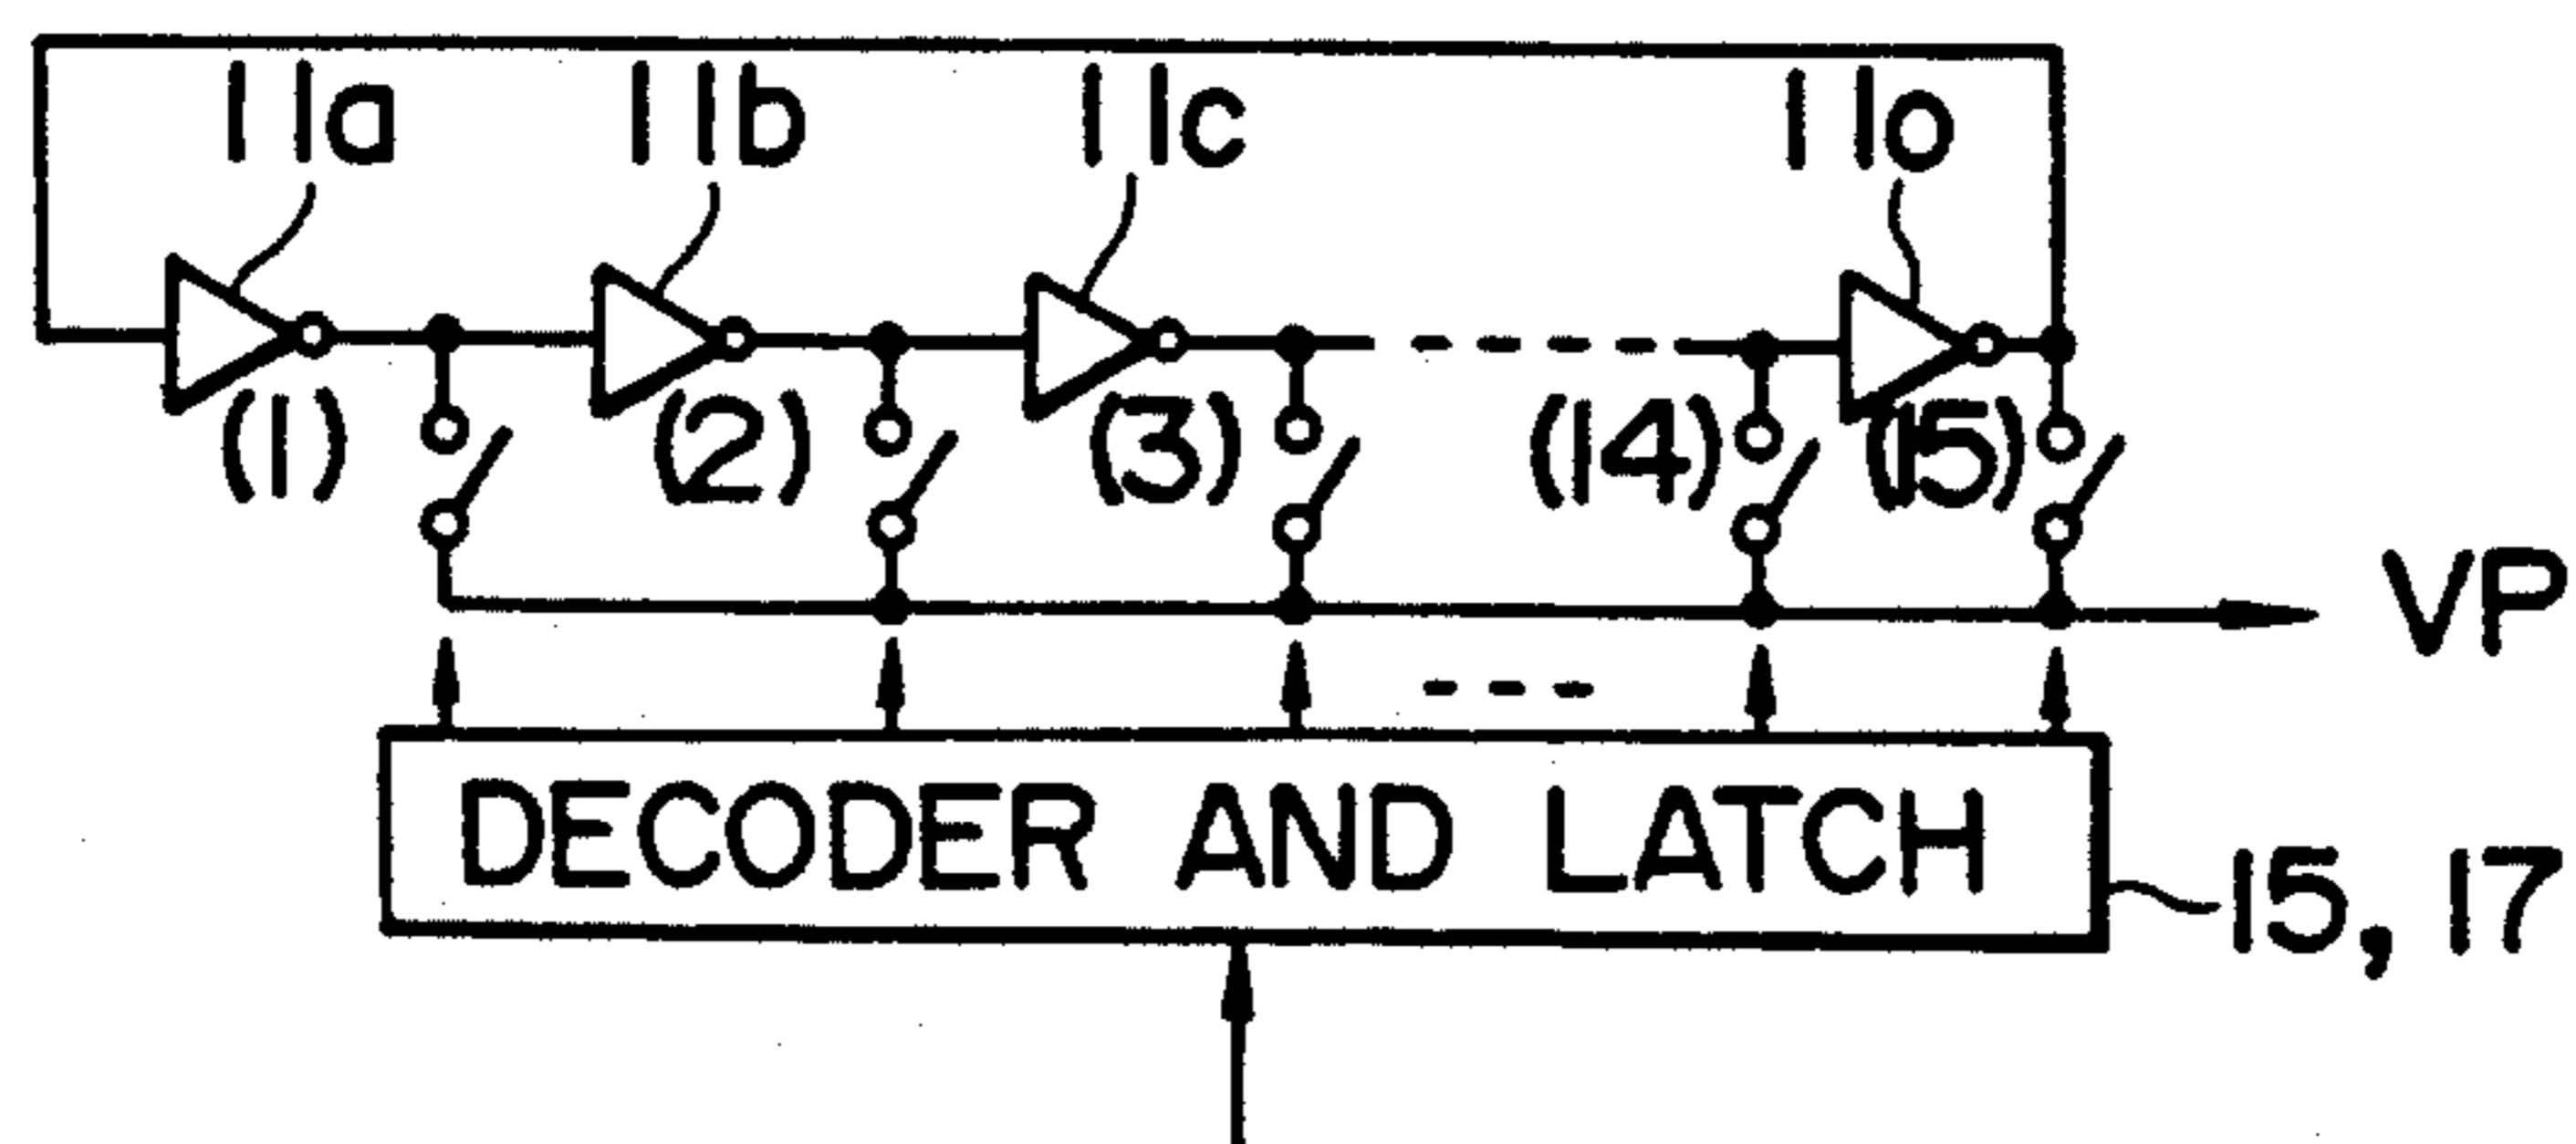 11a 11b 11c 11o
(1) (2) (3) (14) (15)
VP
DECODER AND LATCH
15, 17